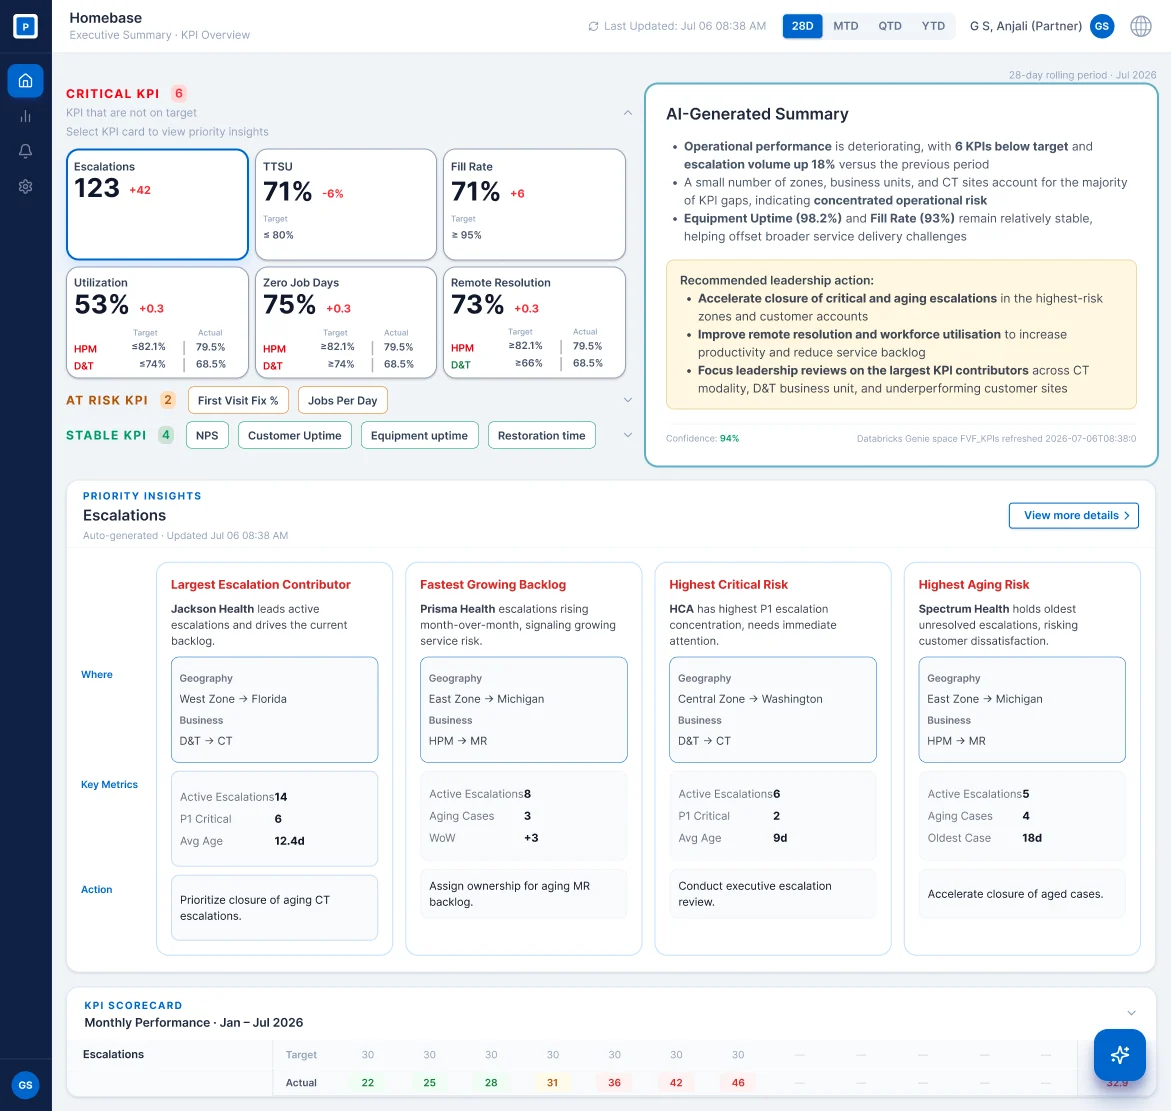 P
Homebase
Executive Summary · KPI Overview
Last Updated: Jul 06 08:38 AM
28D
MTD
QTD
YTD
G S, Anjali (Partner)
GS
28-day rolling period · Jul 2026
CRITICAL KPI 6
KPI that are not on target
Select KPI card to view priority insights
Escalations
123 +42
TTSU
71% -6%
Target
≤ 80%
Fill Rate
71% +6
Target
≥ 95%
Utilization
53% +0.3
Target Actual
HPM ≤82.1% 79.5%
D&T ≤74% 68.5%
Zero Job Days
75% +0.3
Target Actual
HPM ≥82.1% 79.5%
D&T ≥74% 68.5%
Remote Resolution
73% +0.3
Target Actual
HPM ≥82.1% 79.5%
D&T ≥66% 68.5%
AT RISK KPI 2 First Visit Fix % Jobs Per Day
STABLE KPI 4 NPS Customer Uptime Equipment uptime Restoration time
AI-Generated Summary
• Operational performance is deteriorating, with 6 KPIs below target and
escalation volume up 18% versus the previous period
• A small number of zones, business units, and CT sites account for the majority
of KPI gaps, indicating concentrated operational risk
• Equipment Uptime (98.2%) and Fill Rate (93%) remain relatively stable,
helping offset broader service delivery challenges
Recommended leadership action:
• Accelerate closure of critical and aging escalations in the highest-risk
zones and customer accounts
• Improve remote resolution and workforce utilisation to increase
productivity and reduce service backlog
• Focus leadership reviews on the largest KPI contributors across CT
modality, D&T business unit, and underperforming customer sites
Confidence: 94%
Databricks Genie space FVF_KPIs refreshed 2026-07-06T08:38:0
PRIORITY INSIGHTS
Escalations
Auto-generated · Updated Jul 06 08:38 AM
View more details
Where
Key Metrics
Action
Largest Escalation Contributor
Jackson Health leads active
escalations and drives the current
backlog.
Geography
West Zone → Florida
Business
D&T → CT
Active Escalations14
P1 Critical 6
Avg Age 12.4d
Prioritize closure of aging CT
escalations.
Fastest Growing Backlog
Prisma Health escalations rising
month-over-month, signaling growing
service risk.
Geography
East Zone → Michigan
Business
HPM → MR
Active Escalations8
Aging Cases 3
WoW +3
Assign ownership for aging MR
backlog.
Highest Critical Risk
HCA has highest P1 escalation
concentration, needs immediate
attention.
Geography
Central Zone → Washington
Business
D&T → CT
Active Escalations6
P1 Critical 2
Avg Age 9d
Conduct executive escalation
review.
Highest Aging Risk
Spectrum Health holds oldest
unresolved escalations, risking
customer dissatisfaction.
Geography
East Zone → Michigan
Business
HPM → MR
Active Escalations5
Aging Cases 4
Oldest Case 18d
Accelerate closure of aged cases.
KPI SCORECARD
Monthly Performance · Jan – Jul 2026
Escalations Target 30 30 30 30 30 30 30 — — — — —
Actual 22 25 28 31 36 42 46 — — — — — 32.9
GS